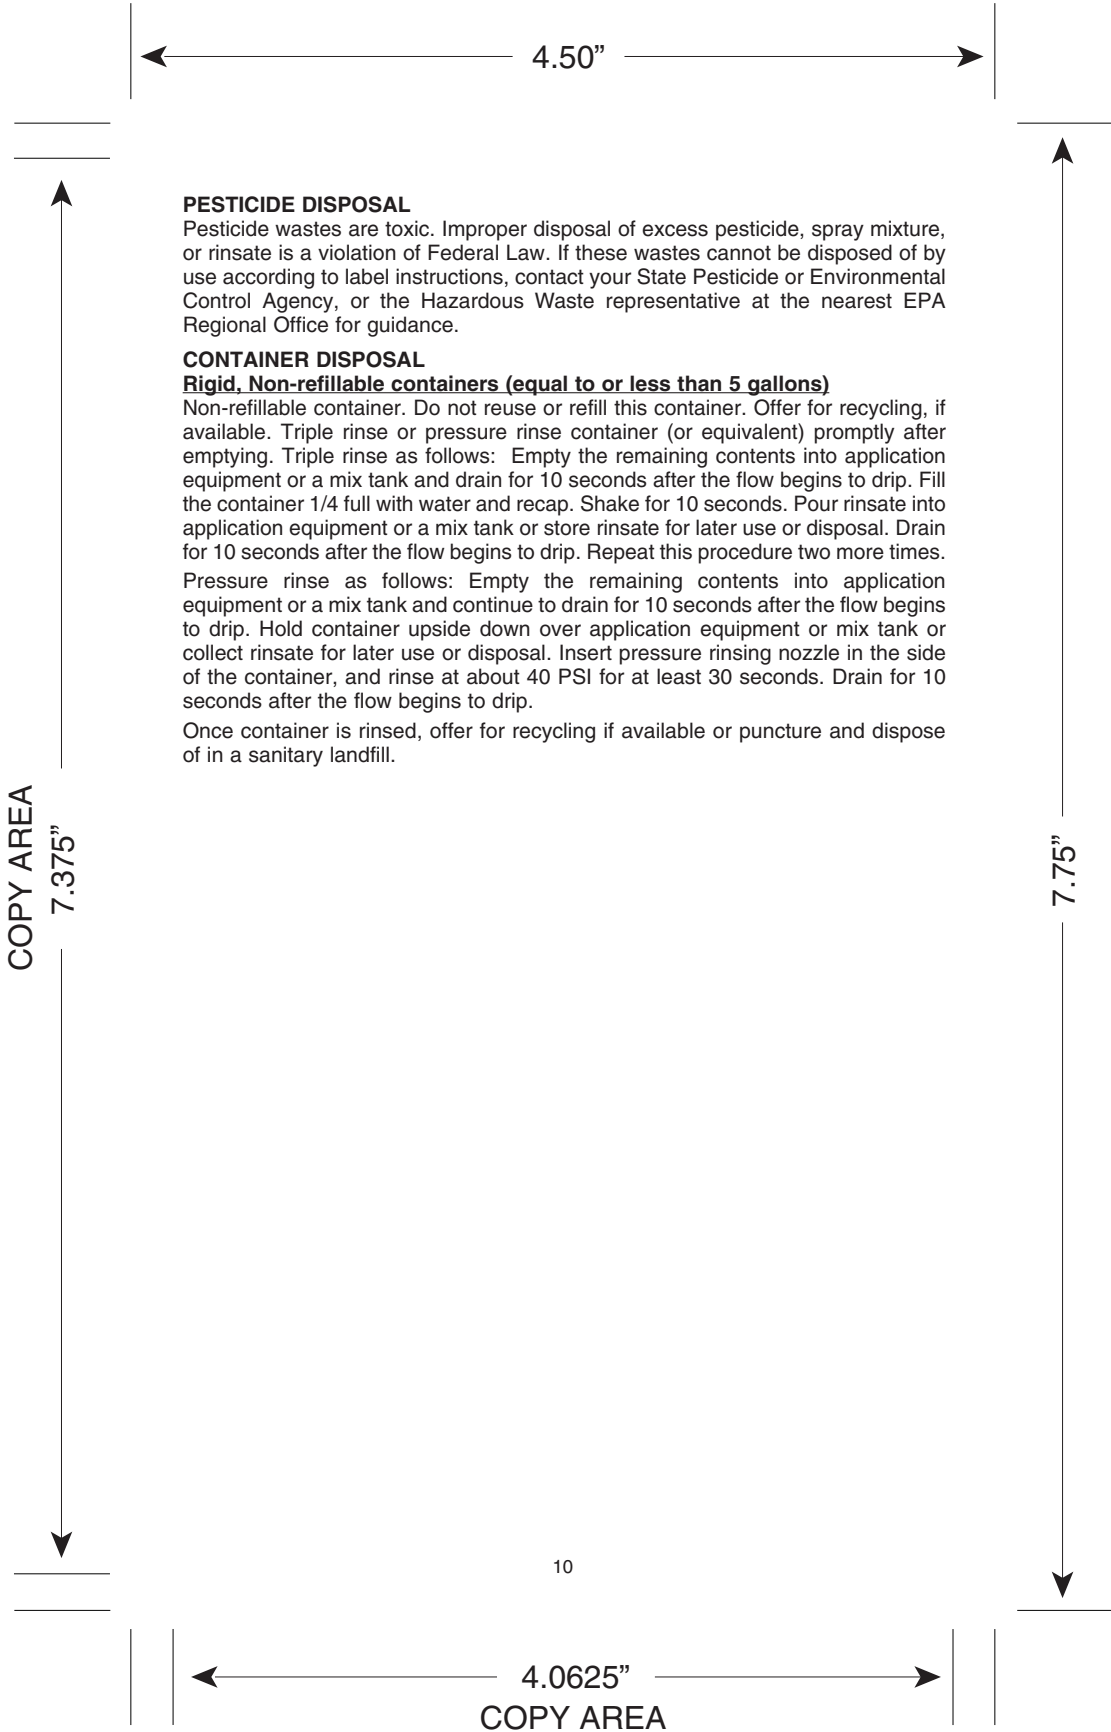 4.50”
PESTICIDE DISPOSAL
Pesticide wastes are toxic. Improper disposal of excess pesticide, spray mixture,
or rinsate is a violation of Federal Law. If these wastes cannot be disposed of by
use according to label instructions, contact your State Pesticide or Environmental
Control Agency, or the Hazardous Waste representative at the nearest EPA
Regional Office for guidance.
CONTAINER DISPOSAL
Rigid, Non-refillable containers (equal to or less than 5 gallons)
Non-refillable container. Do not reuse or refill this container. Offer for recycling, if
available. Triple rinse or pressure rinse container (or equivalent) promptly after
emptying. Triple rinse as follows:  Empty the remaining contents into application
equipment or a mix tank and drain for 10 seconds after the flow begins to drip. Fill
the container 1/4 full with water and recap. Shake for 10 seconds. Pour rinsate into
application equipment or a mix tank or store rinsate for later use or disposal. Drain
for 10 seconds after the flow begins to drip. Repeat this procedure two more times.
Pressure rinse as follows: Empty the remaining contents into application
equipment or a mix tank and continue to drain for 10 seconds after the flow begins
to drip. Hold container upside down over application equipment or mix tank or
collect rinsate for later use or disposal. Insert pressure rinsing nozzle in the side
of the container, and rinse at about 40 PSI for at least 30 seconds. Drain for 10
seconds after the flow begins to drip.
Once container is rinsed, offer for recycling if available or puncture and dispose
of in a sanitary landfill.
COPY AREA
7.375”
7.75”
10
4.0625”
COPY AREA